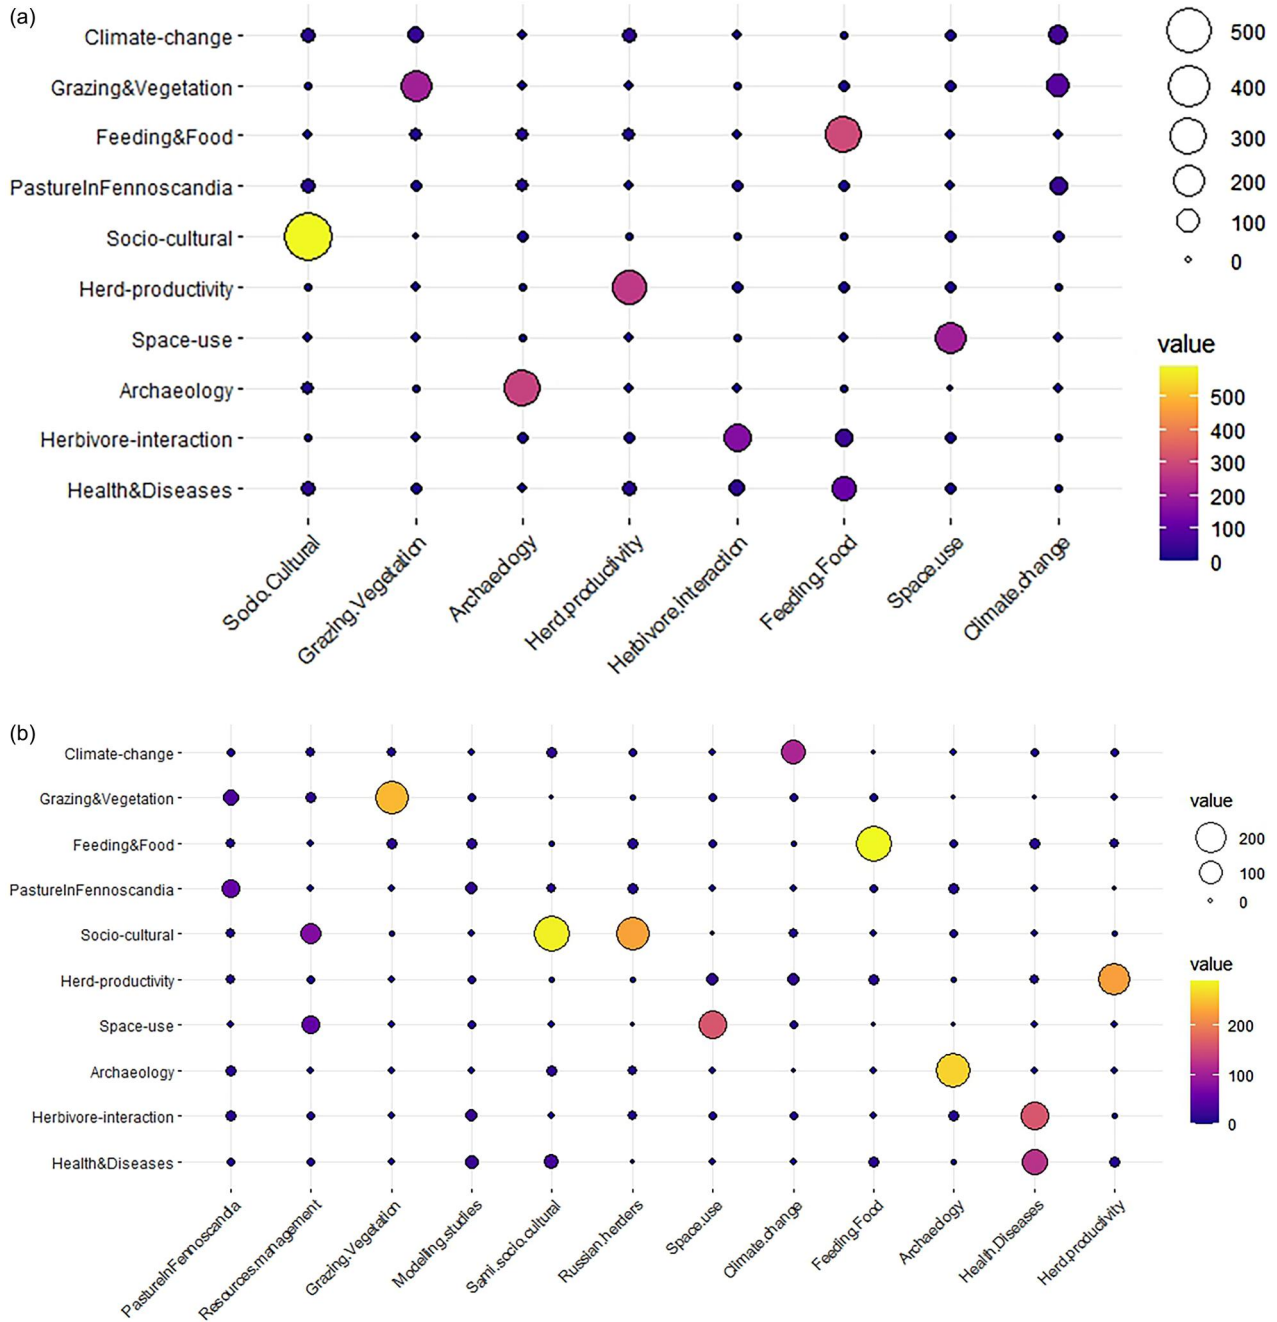 (a)
Climate-change
Grazing&Vegetation
Feeding&Food
PastureInFennoscandia
Socio-cultural
Herd-productivity
Space-use
Archaeology
Herbivore-interaction
Health&Diseases
Socio.Cultural
Grazing.Vegetation
Archaeology
Herd.productivity
Herbivore.interaction
Feeding.Food
Space.use
Climate.change
500
400
300
200
100
0
value
500
400
300
200
100
0
(b)
Climate-change
Grazing&Vegetation
Feeding&Food
PastureInFennoscandia
Socio-cultural
Herd-productivity
Space-use
Archaeology
Herbivore-interaction
Health&Diseases
PastureInFennoscandia
Resources.management
Grazing.Vegetation
Modelling.studies
Sami.socio.cultural
Russian.herders
Space.use
Climate.change
Feeding.Food
Archaeology
Health.Diseases
Herd.productivity
value
200
100
0
value
200
100
0